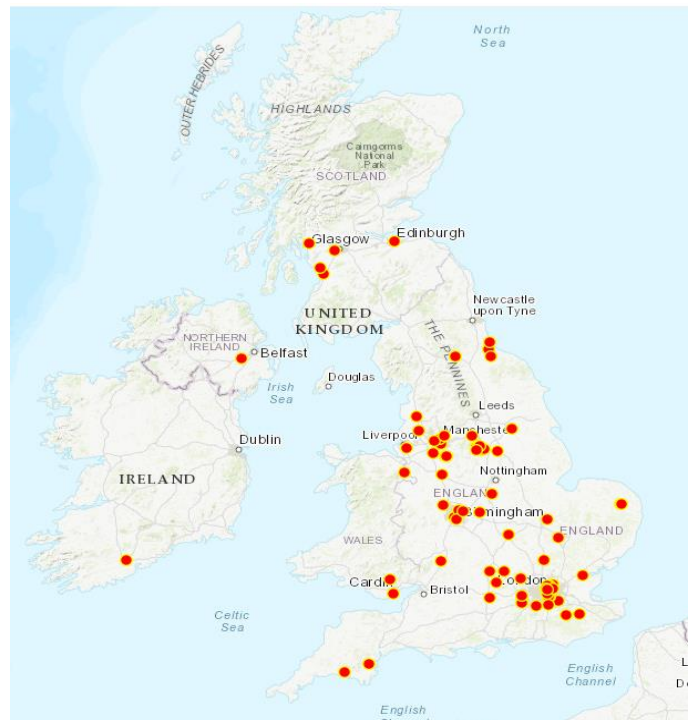 North
Sea
OUTER HEBRIDES
HIGHLANDS
Cairngorms
National
Park
SCOTLAND
Glasgow
Edinburgh
UNITED
KINGDOM
Newcastle
upon Tyne
NORTHERN
IRELAND
Belfast
THE PENNINES
Irish
Sea
Douglas
Leeds
Dublin
Liverpool
Manchester
IRELAND
Nottingham
ENGLAND
Birmingham
ENGLAND
WALES
Cardiff
London
Bristol
Celtic
Sea
English
Channel
English